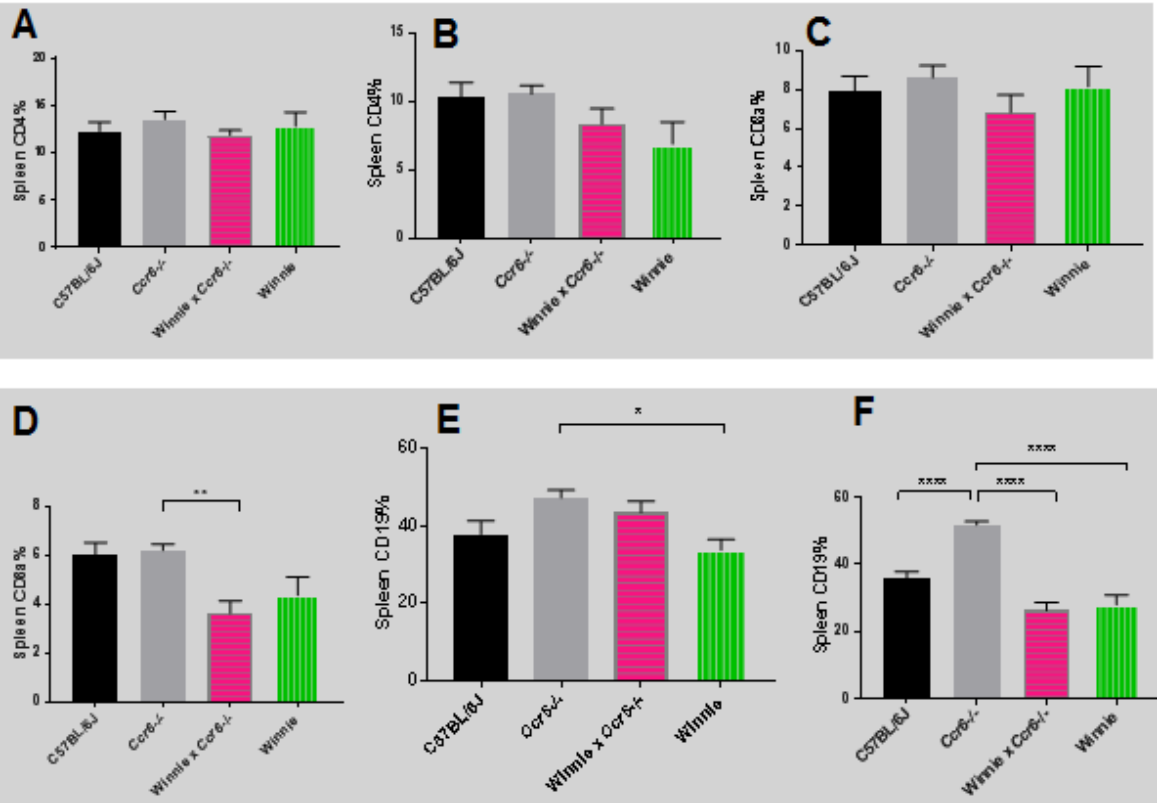 A
Spleen CD4%
20
15
10
5
0
C57BL/6J
Ccr6-/-
Winnie x Ccr6-/-
Winnie
B
Spleen CD4%
15
10
5
0
C57BL/6J
Ccr6-/-
Winnie x Ccr6-/-
Winnie
C
Spleen CD8a%
10
8
6
4
2
0
C57BL/6J
Ccr6-/-
Winnie x Ccr6-/-
Winnie
D
Spleen CD8a%
8
6
4
2
0
**
C57BL/6J
Ccr6-/-
Winnie x Ccr6-/-
Winnie
E
Spleen CD19%
60
40
20
0
*
C57BL/6J
Ccr6-/-
Winnie x Ccr6-/-
Winnie
F
Spleen CD19%
60
40
20
0
****
**** ****
C57BL/6J
Ccr6-/-
Winnie x Ccr6-/-
Winnie